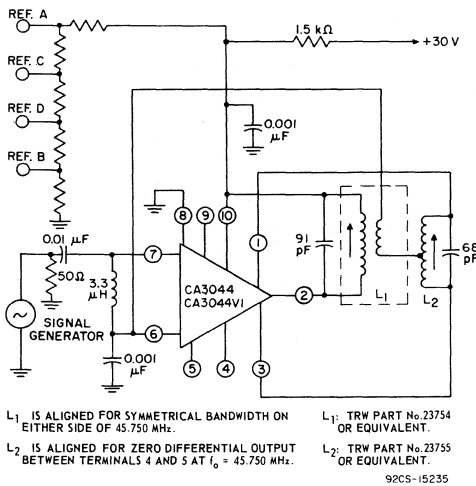 REF. A
1.5 kΩ
+30 V
REF. C
REF. D
0.001
μF
REF. B
8
9
10
1
0.01 μF
7
91
pF
68
pF
50Ω
3.3
μH
CA3044
CA3044V1
2
L1
L2
SIGNAL
GENERATOR
6
0.001
μF
5
4
3
L1 IS ALIGNED FOR SYMMETRICAL BANDWIDTH ON
EITHER SIDE OF 45.750 MHz.
L1: TRW PART No.23754
OR EQUIVALENT.
L2 IS ALIGNED FOR ZERO DIFFERENTIAL OUTPUT
BETWEEN TERMINALS 4 AND 5 AT fo = 45.750 MHz.
L2: TRW PART No.23755
OR EQUIVALENT.
92CS-15235